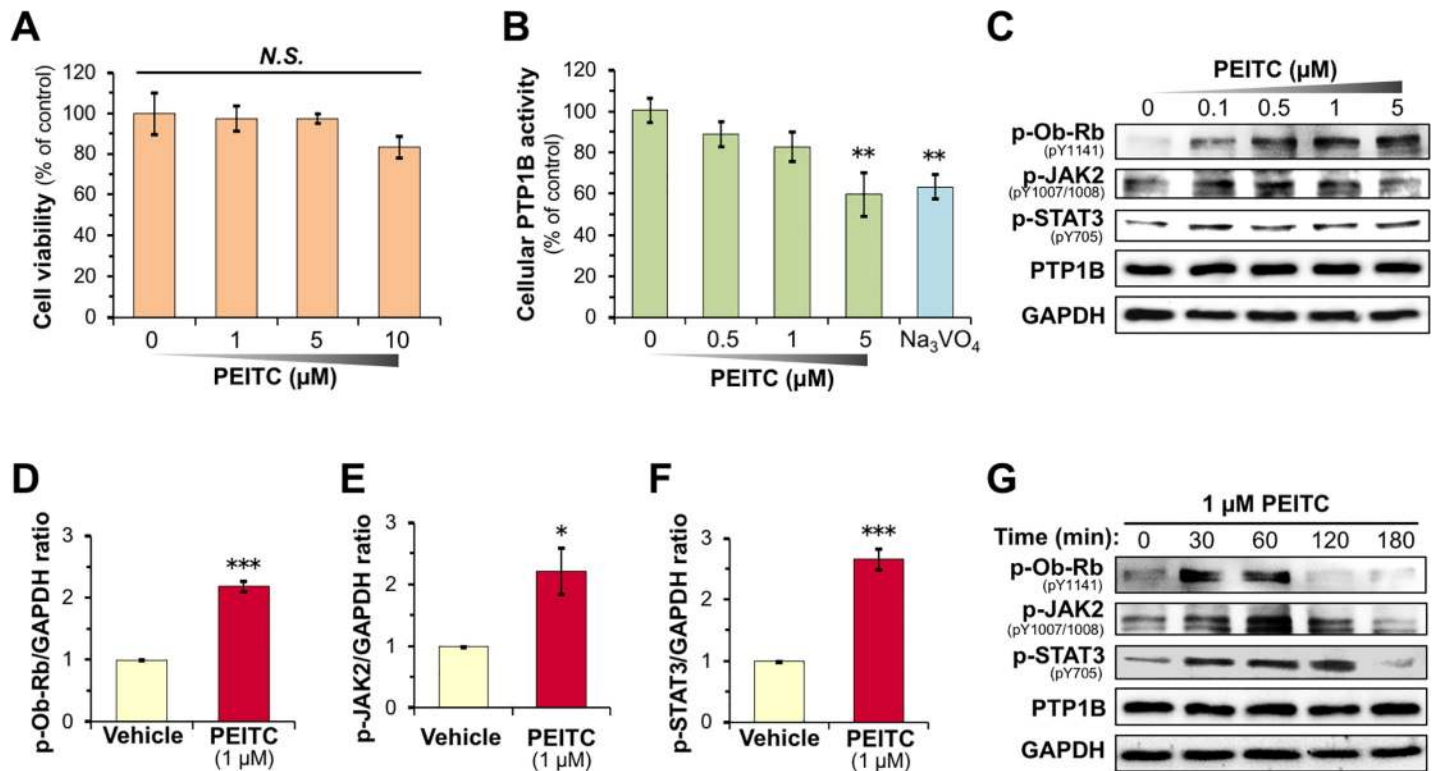 A
N.S.
120
100
80
60
40
20
0
Cell viability (% of control)
0 1 5 10
PEITC (µM)
B
120
100
80
60
40
20
0
Cellular PTP1B activity
(% of control)
** **
0 0.5 1 5 Na₃VO₄
PEITC (µM)
C
PEITC (µM)
0 0.1 0.5 1 5
p-Ob-Rb
(pY1141)
p-JAK2
(pY1007/1008)
p-STAT3
(pY705)
PTP1B
GAPDH
D
p-Ob-Rb/GAPDH ratio
3
2
1
0
***
Vehicle PEITC
(1 µM)
E
p-JAK2/GAPDH ratio
3
2
1
0
*
Vehicle PEITC
(1 µM)
F
p-STAT3/GAPDH ratio
3
2
1
0
***
Vehicle PEITC
(1 µM)
G
1 µM PEITC
Time (min): 0 30 60 120 180
p-Ob-Rb
(pY1141)
p-JAK2
(pY1007/1008)
p-STAT3
(pY705)
PTP1B
GAPDH